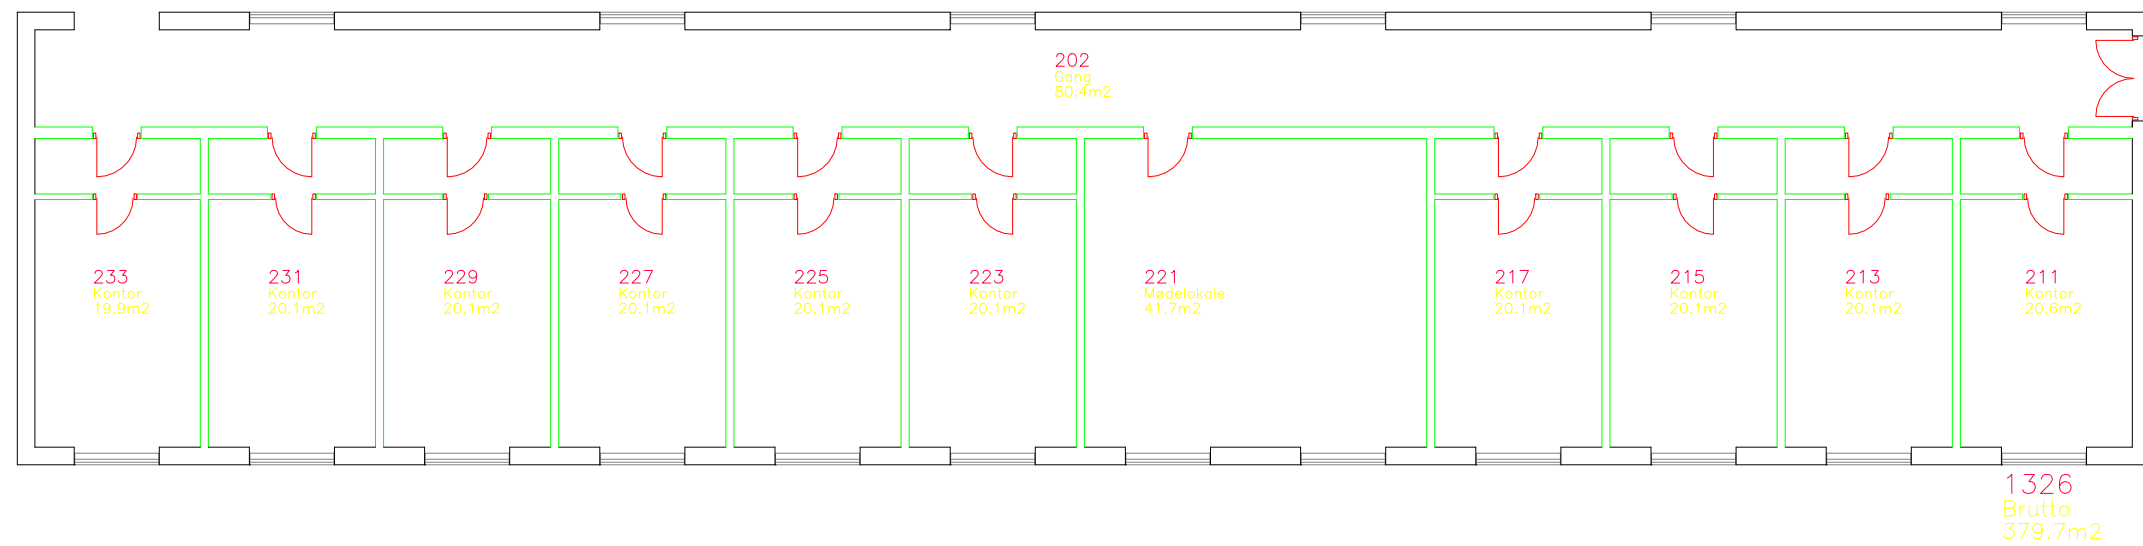 202
Gang
80.4m2
233
Kontor
19.9m2
231
Kontor
20.1m2
229
Kontor
20.1m2
227
Kontor
20.1m2
225
Kontor
20.1m2
223
Kontor
20.1m2
221
Mødelokale
41.7m2
217
Kontor
20.1m2
215
Kontor
20.1m2
213
Kontor
20.1m2
211
Kontor
20.6m2
1326
Brutto
379.7m2